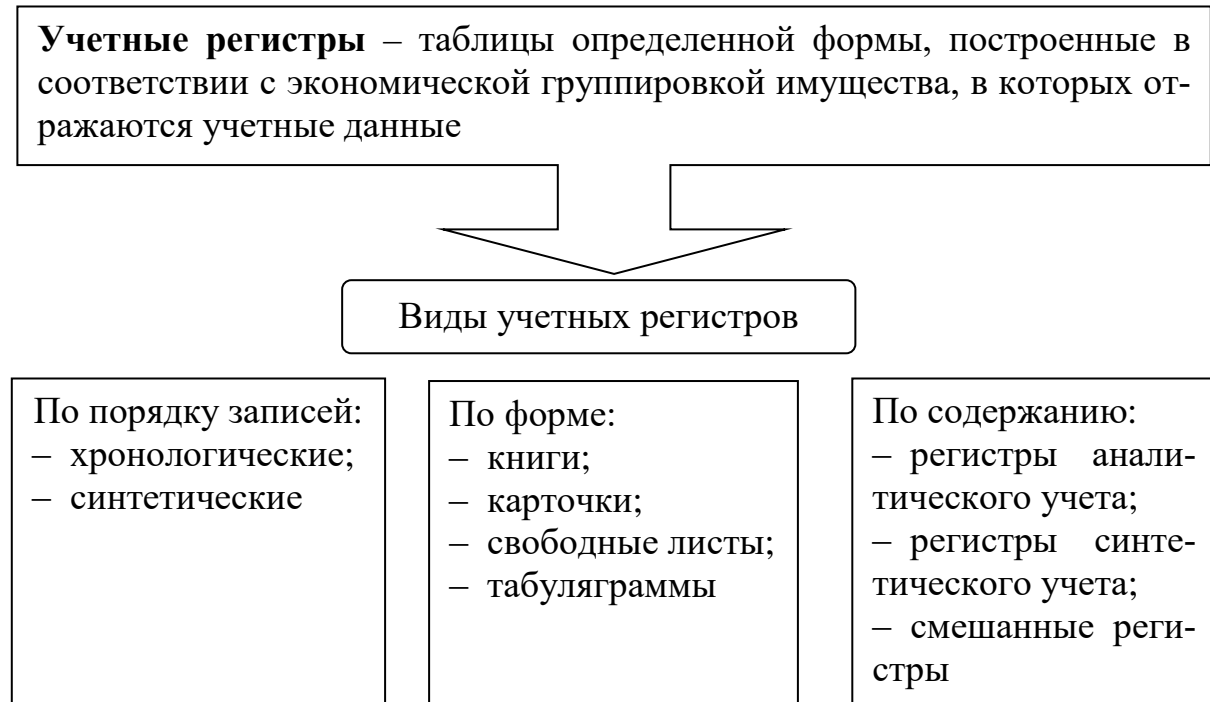 Учетные регистры – таблицы определенной формы, построенные в
соответствии с экономической группировкой имущества, в которых от-
ражаются учетные данные
Виды учетных регистров
По порядку записей:
– хронологические;
– синтетические
По форме:
– книги;
– карточки;
– свободные листы;
– табуляграммы
По содержанию:
– регистры анали-
тического учета;
– регистры синте-
тического учета;
– смешанные реги-
стры